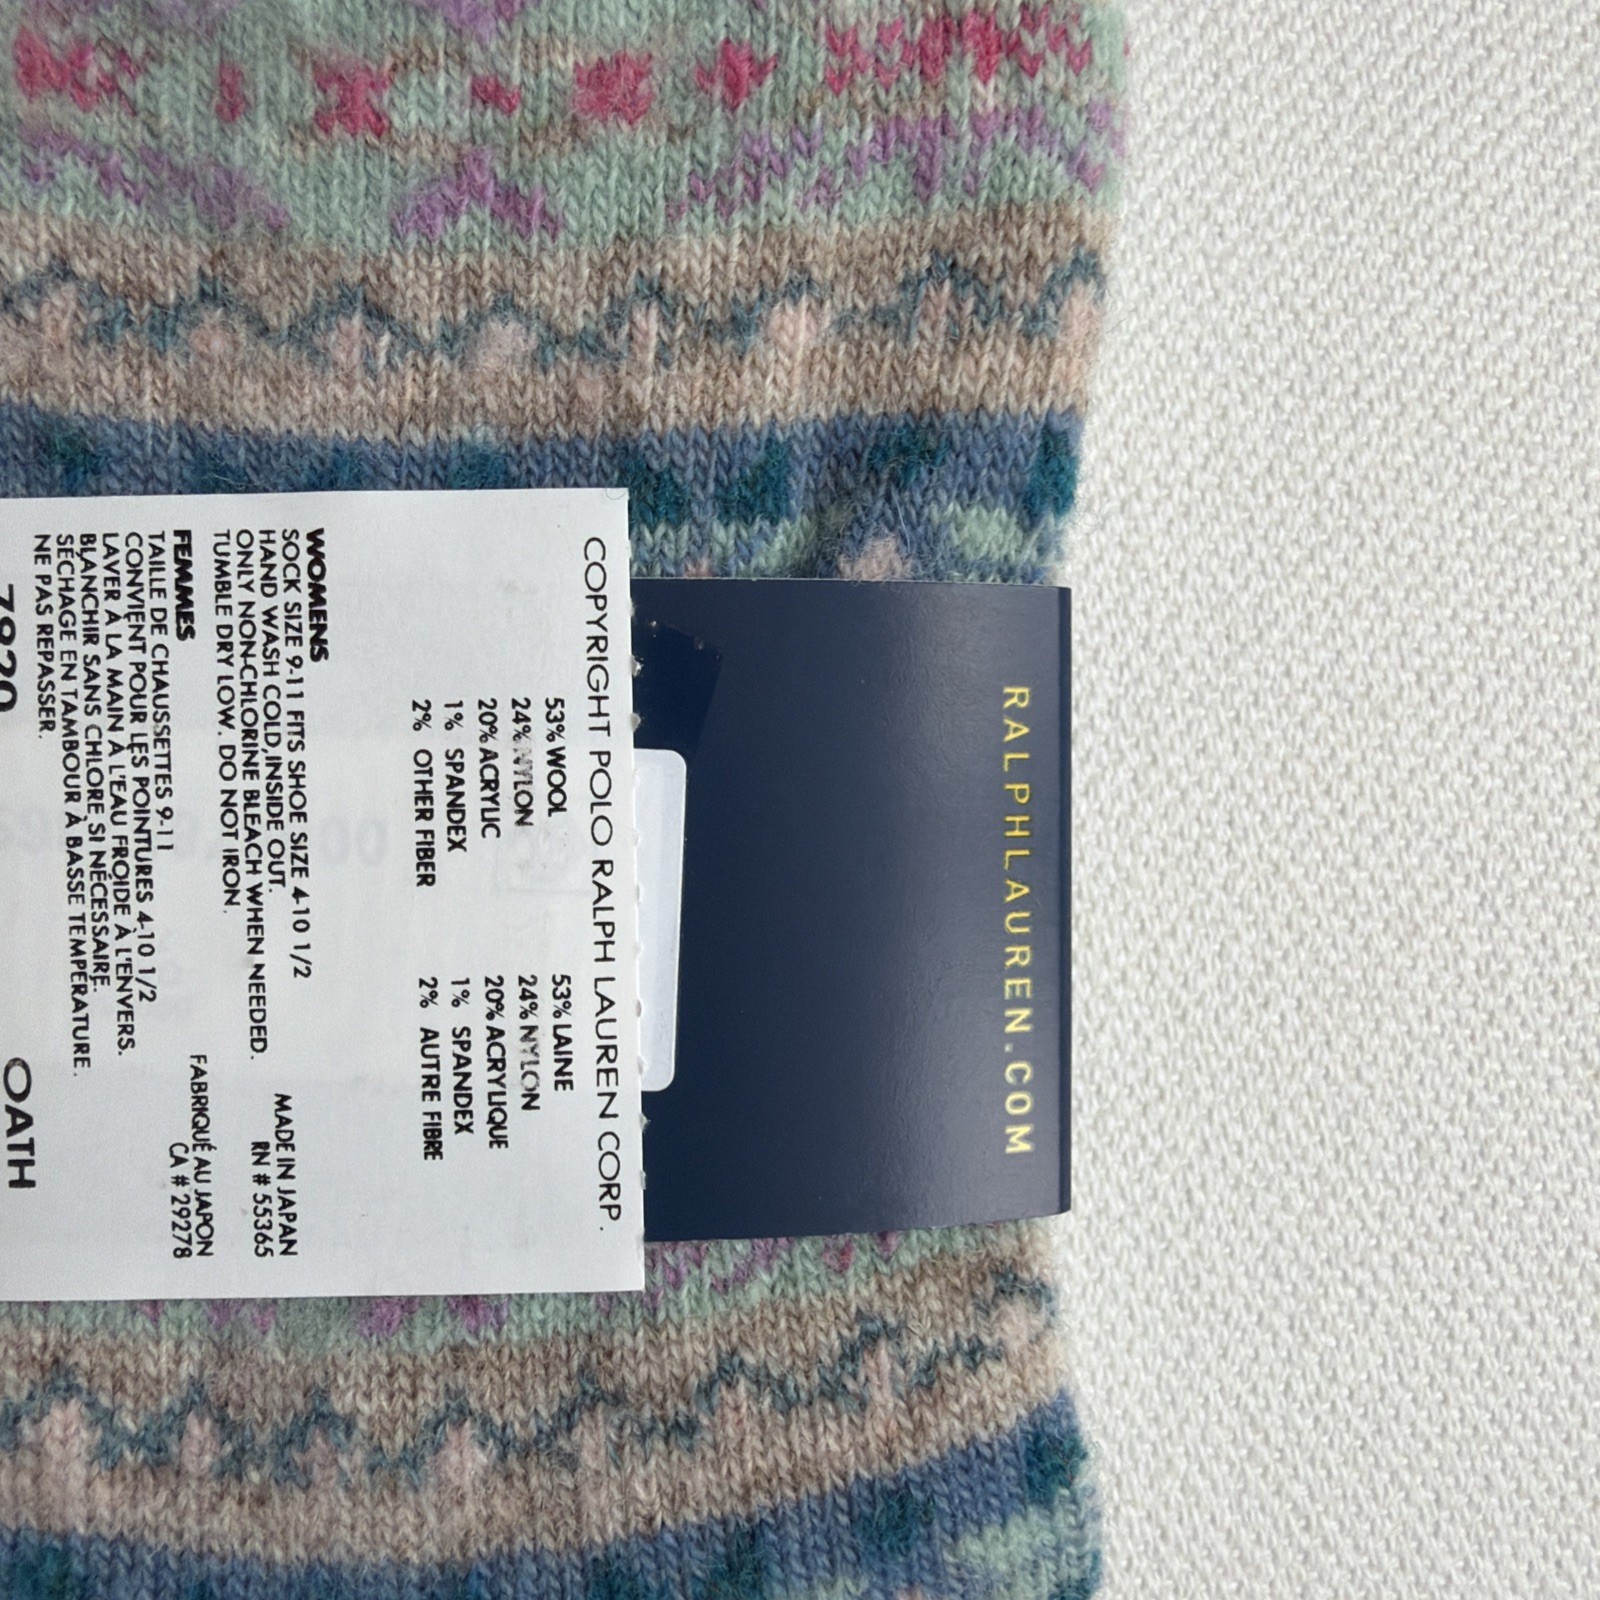 RALPHLAUREN.COM
COPYRIGHT POLO RALPH LAUREN CORP.
53% WOOL 53% LAINE
24% NYLON 24% NYLON
20% ACRYLIC 20% ACRYLIQUE
1% SPANDEX 1% SPANDEX
2% OTHER FIBER 2% AUTRE FIBRE
WOMENS
SOCK SIZE 9-11 FITS SHOE SIZE 4-10 1/2
HAND WASH COLD, INSIDE OUT. MADE IN JAPAN
ONLY NON-CHLORINE BLEACH WHEN NEEDED. RN # 55365
TUMBLE DRY LOW. DO NOT IRON.
FEMMES FABRIQUÉ AU JAPON
TAILLE DE CHAUSSETTES 9-11 CA # 29278
CONVIENT POUR LES POINTURES 4-10 1/2
LAVER À LA MAIN À L'EAU FROIDE À L'ENVERS.
BLANCHIR SANS CHLORE SI NÉCESSAIRE.
SÉCHAGE EN TAMBOUR À BASSE TEMPÉRATURE.
NE PAS REPASSER.
7820 OATH